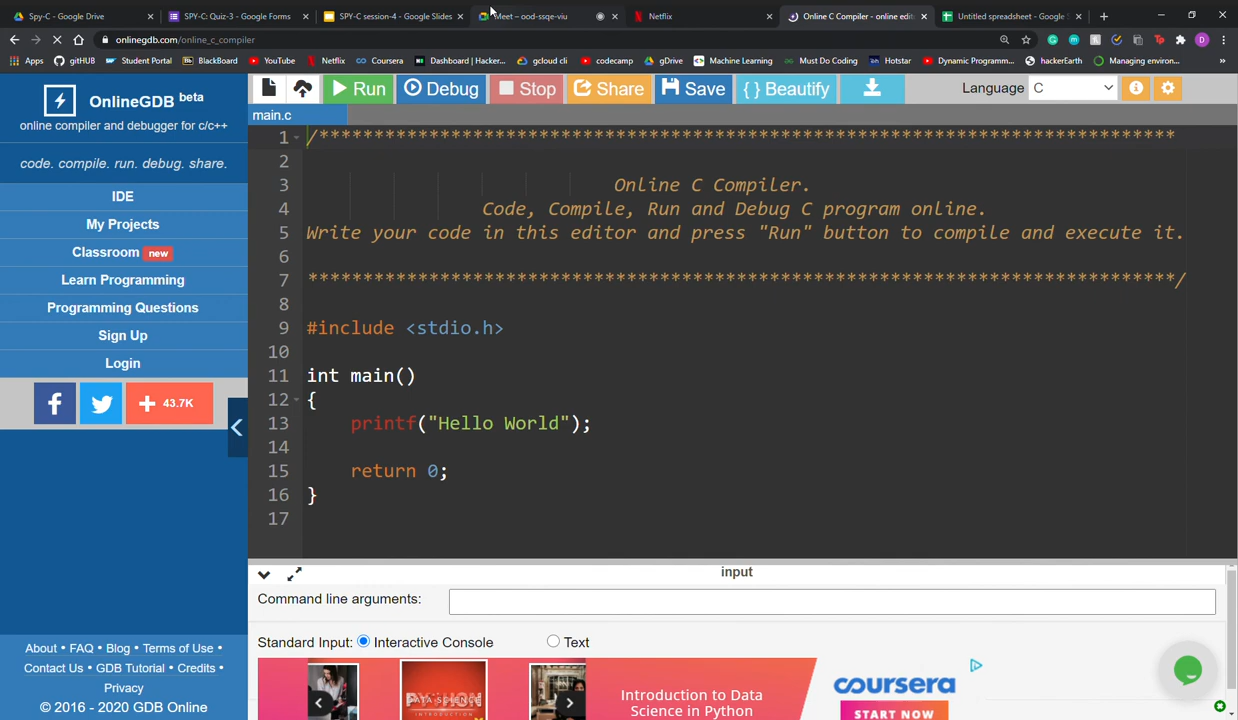 Spy-C - Google Drive
SPY-C: Quiz-3 - Google Forms
SPY-C session-4 - Google Slides
Meet – ood-ssqe-viu
Netflix
Online C Compiler - online edit
Untitled spreadsheet - Google
onlinegdb.com/online_c_compiler
Apps
gitHUB
Student Portal
BlackBoard
YouTube
Netflix
Coursera
Dashboard | Hacker...
gcloud cli
codecamp
gDrive
Machine Learning
Must Do Coding
Hotstar
Dynamic Programm...
hackerEarth
Managing environ...
OnlineGDB beta
online compiler and debugger for c/c++
code. compile. run. debug. share.
IDE
My Projects
Classroom new
Learn Programming
Programming Questions
Sign Up
Login
43.7K
About • FAQ • Blog • Terms of Use •
Contact Us • GDB Tutorial • Credits •
Privacy
© 2016 - 2020 GDB Online
Run
Debug
Stop
Share
Save
{ } Beautify
Language C
main.c
1 /******************************************************************************
2
3 Online C Compiler.
4 Code, Compile, Run and Debug C program online.
5 Write your code in this editor and press "Run" button to compile and execute it.
6
7 *******************************************************************************/
8
9 #include <stdio.h>
10
11 int main()
12 {
13 printf("Hello World");
14
15 return 0;
16 }
17
input
Command line arguments:
Standard Input: Interactive Console Text
PYTHON
Introduction to Data
Science in Python
coursera
START NOW